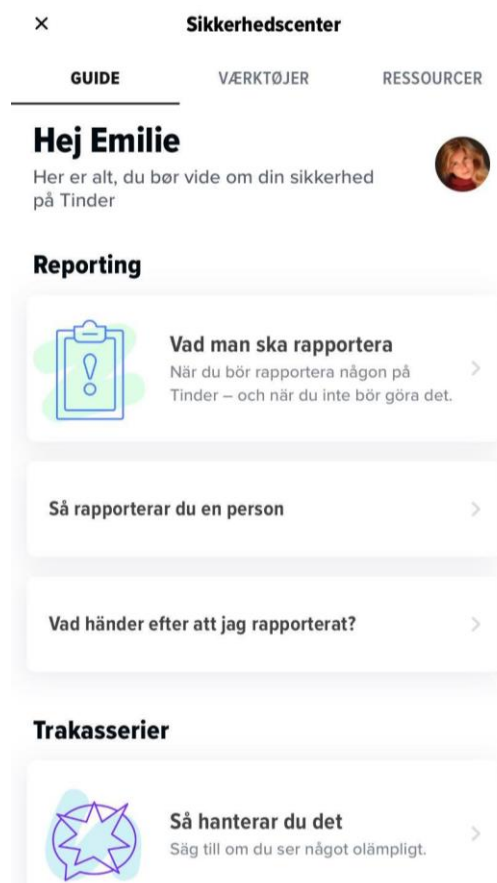 Sikkerhedscenter
GUIDE VÆRKTØJER RESSOURCER
Hej Emilie
Her er alt, du bør vide om din sikkerhed
på Tinder
Reporting
Vad man ska rapportera
När du bör rapportera någon på
Tinder – och när du inte bör göra det.
Så rapporterar du en person
Vad händer efter att jag rapporterat?
Trakasserier
Så hanterar du det
Säg till om du ser något olämpligt.